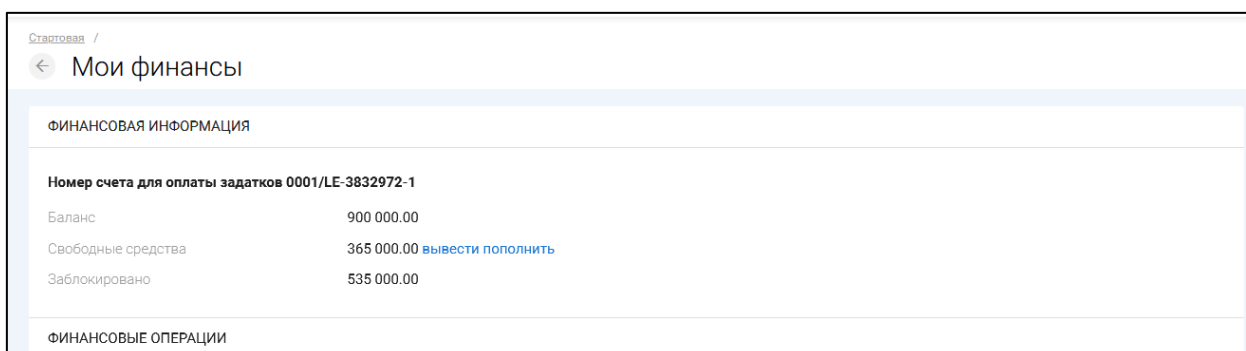 Стартовая /
← Мои финансы
ФИНАНСОВАЯ ИНФОРМАЦИЯ
Номер счета для оплаты задатков 0001/LE-3832972-1
Баланс 900 000.00
Свободные средства 365 000.00 вывести пополнить
Заблокировано 535 000.00
ФИНАНСОВЫЕ ОПЕРАЦИИ